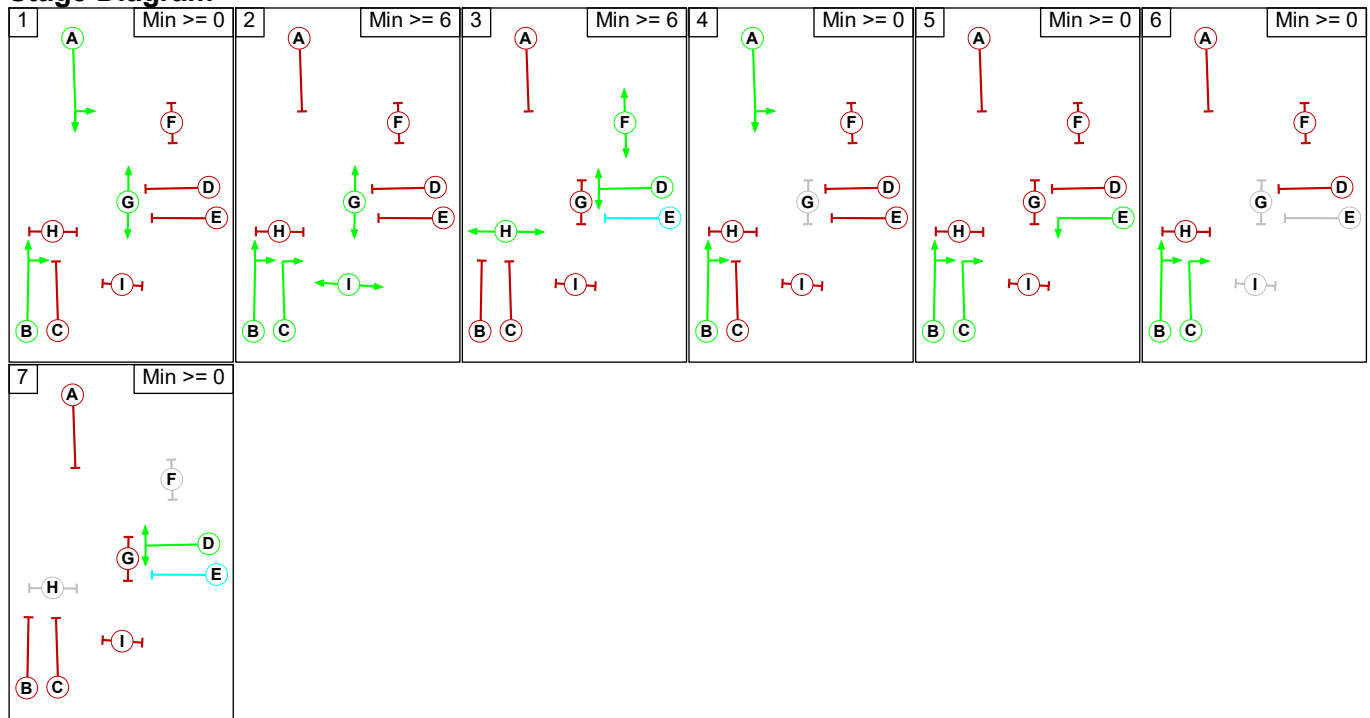 Stage Diagram
1 Min >= 0 2 Min >= 6 3 Min >= 6 4 Min >= 0 5 Min >= 0 6 Min >= 0
A A A A A A
F F F F F F
D D D D D D
G G G G G G
E E E E E E
H H H H H H
I I I I I I
B C B C B C B C B C B C
7 Min >= 0
A
F
D
G
E
H
I
B C